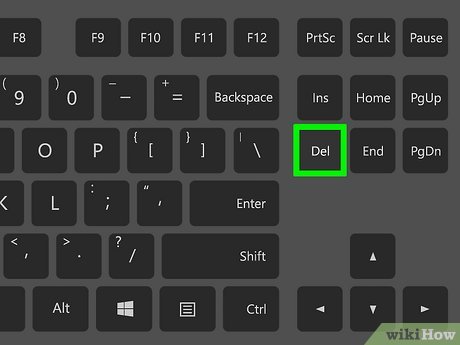 F8 F9 F10 F11 F12 PrtSc Scr Lk Pause
( 9 ) 0 _ - + = Backspace Ins Home PgUp
O P { [ } ] | \ Del End PgDn
K L : ; " ' Enter
< , > . ? / Shift
Alt Ctrl
wikiHow